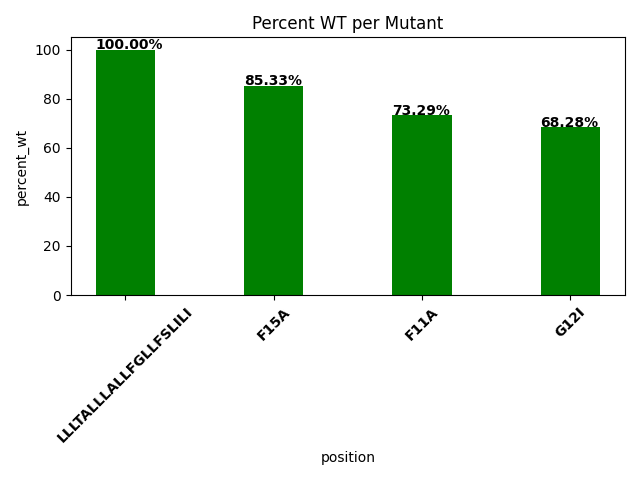 Percent WT per Mutant
percent_wt
100
80
60
40
20
0
100.00%
85.33%
73.29%
68.28%
LLLTALLLALLFGLLFSLILI
F15A
F11A
G12I
position